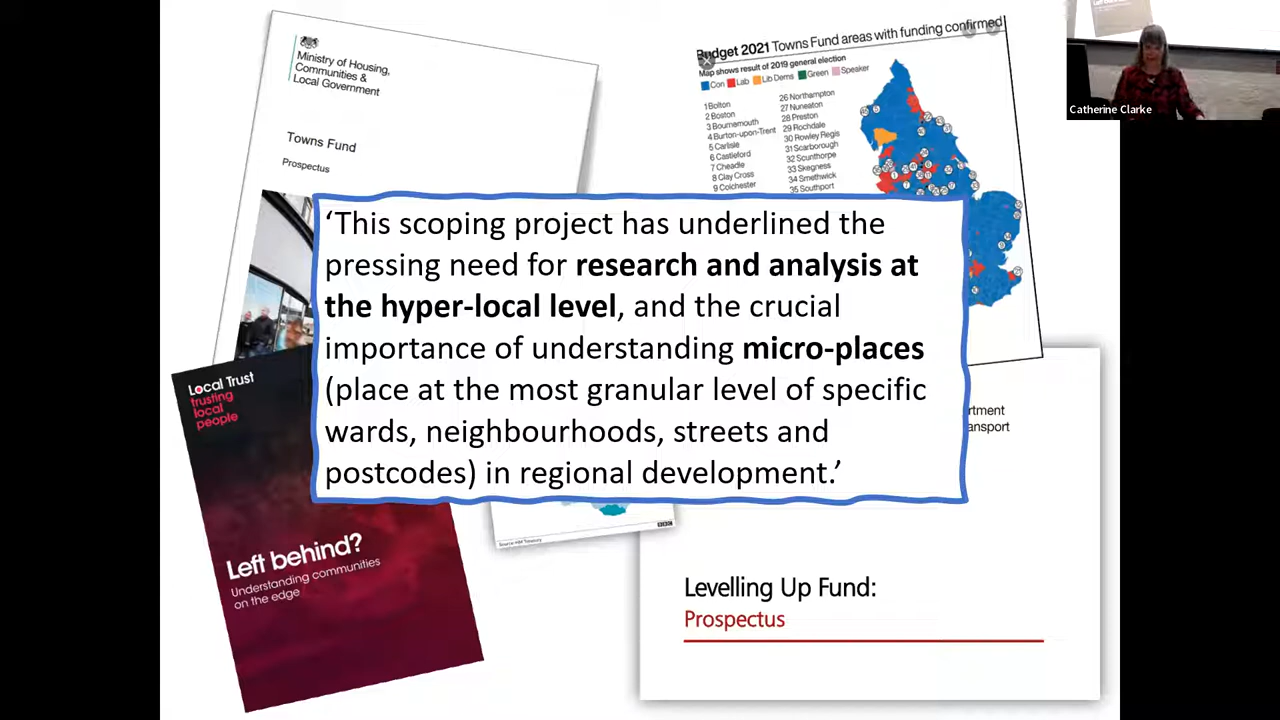 Ministry of Housing,
Communities &
Local Government
Towns Fund
Prospectus
Budget 2021 Towns Fund areas with funding confirmed
Map shows result of 2019 general election
Con Lab Lib Dems Green Speaker
1 Bolton
2 Boston
3 Bournemouth
4 Burton-upon-Trent
5 Carlisle
6 Castleford
7 Cheadle
8 Clay Cross
9 Colchester
26 Northampton
27 Nuneaton
28 Preston
29 Rochdale
30 Rowley Regis
31 Scarborough
32 Scunthorpe
33 Skegness
34 Smethwick
35 Southport
Catherine Clarke
‘This scoping project has underlined the
pressing need for research and analysis at
the hyper-local level, and the crucial
importance of understanding micro-places
(place at the most granular level of specific
wards, neighbourhoods, streets and
postcodes) in regional development.’
Local Trust
trusting
local
people
Left behind?
Understanding communities
on the edge
Source: HM Treasury
BBC
rtment
ansport
Levelling Up Fund:
Prospectus